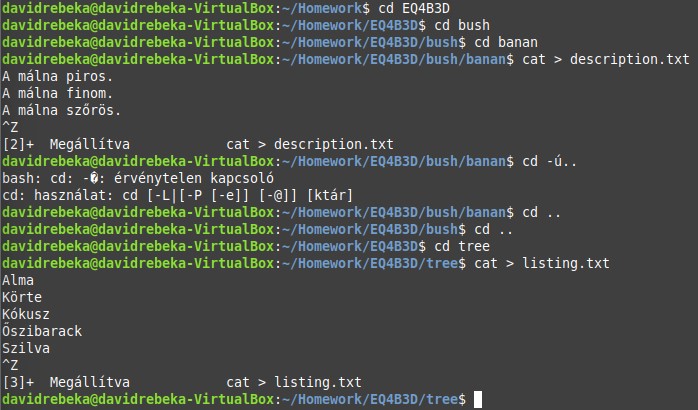 davidrebeka@davidrebeka-VirtualBox:~/Homework$ cd EQ4B3D
davidrebeka@davidrebeka-VirtualBox:~/Homework/EQ4B3D$ cd bush
davidrebeka@davidrebeka-VirtualBox:~/Homework/EQ4B3D/bush$ cd banan
davidrebeka@davidrebeka-VirtualBox:~/Homework/EQ4B3D/bush/banan$ cat > description.txt
A málna piros.
A málna finom.
A málna szőrös.
^Z
[2]+  Megállítva            cat > description.txt
davidrebeka@davidrebeka-VirtualBox:~/Homework/EQ4B3D/bush/banan$ cd -ú..
bash: cd: -�: érvénytelen kapcsoló
cd: használat: cd [-L|[-P [-e]] [-@]] [ktár]
davidrebeka@davidrebeka-VirtualBox:~/Homework/EQ4B3D/bush/banan$ cd ..
davidrebeka@davidrebeka-VirtualBox:~/Homework/EQ4B3D/bush$ cd ..
davidrebeka@davidrebeka-VirtualBox:~/Homework/EQ4B3D$ cd tree
davidrebeka@davidrebeka-VirtualBox:~/Homework/EQ4B3D/tree$ cat > listing.txt
Alma
Körte
Kókusz
Őszibarack
Szilva
^Z
[3]+  Megállítva            cat > listing.txt
davidrebeka@davidrebeka-VirtualBox:~/Homework/EQ4B3D/tree$